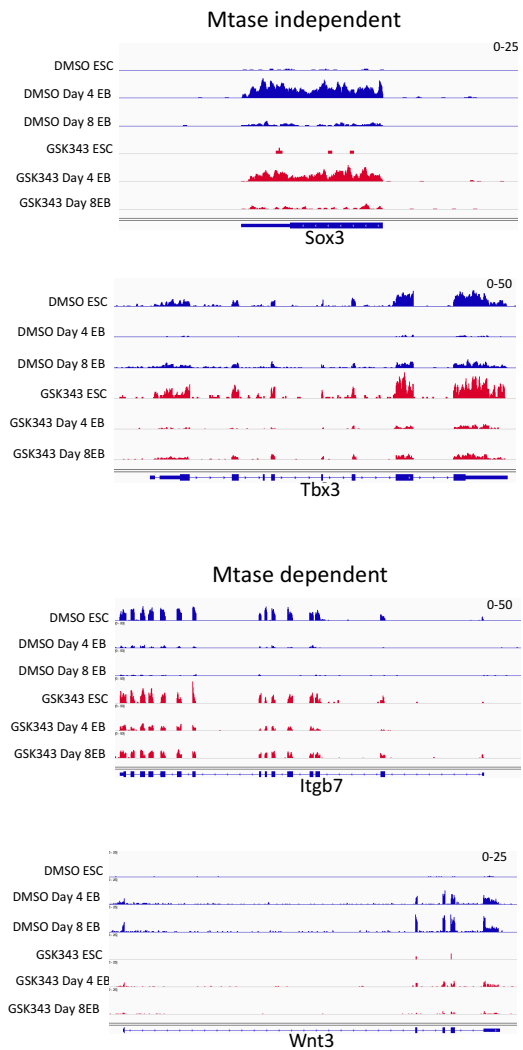 Mtase independent
0-25
DMSO ESC
DMSO Day 4 EB
DMSO Day 8 EB
GSK343 ESC
GSK343 Day 4 EB
GSK343 Day 8EB
Sox3
0-50
DMSO ESC
DMSO Day 4 EB
DMSO Day 8 EB
GSK343 ESC
GSK343 Day 4 EB
GSK343 Day 8EB
Tbx3
Mtase dependent
0-50
DMSO ESC
DMSO Day 4 EB
DMSO Day 8 EB
GSK343 ESC
GSK343 Day 4 EB
GSK343 Day 8EB
Itgb7
0-25
DMSO ESC
DMSO Day 4 EB
DMSO Day 8 EB
GSK343 ESC
GSK343 Day 4 EB
GSK343 Day 8EB
Wnt3